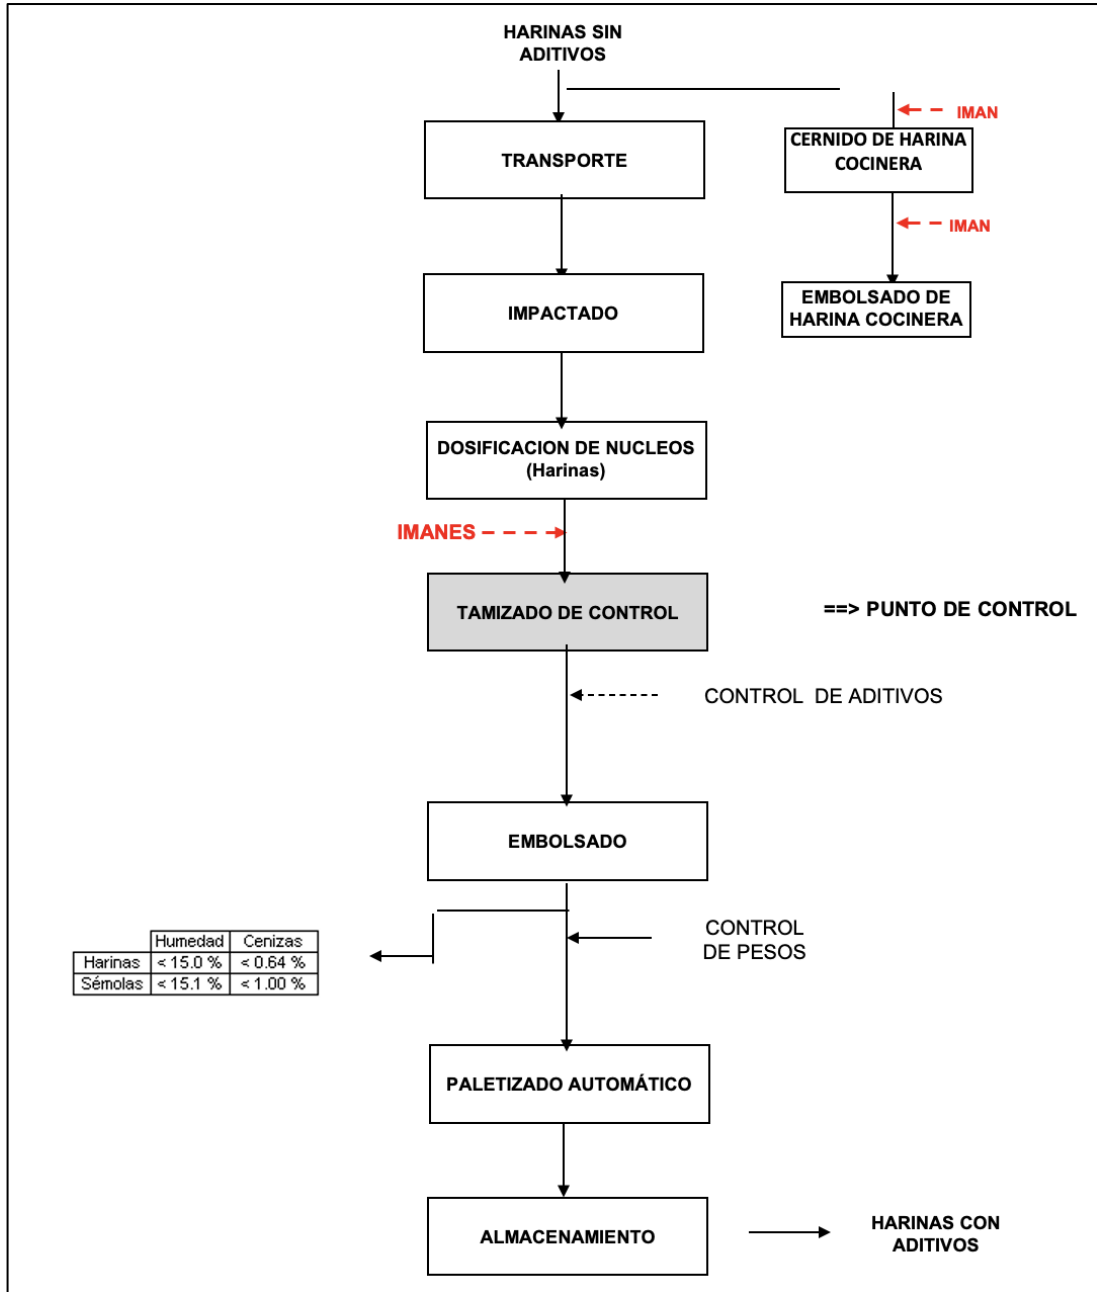 HARINAS SIN
ADITIVOS
IMAN
TRANSPORTE
CERNIDO DE HARINA
COCINERA
IMAN
IMPACTADO
EMBOLSADO DE
HARINA COCINERA
DOSIFICACION DE NUCLEOS
(Harinas)
IMANES
TAMIZADO DE CONTROL
==> PUNTO DE CONTROL
CONTROL DE ADITIVOS
EMBOLSADO
CONTROL
DE PESOS
Humedad Cenizas
Harinas < 15.0 % < 0.64 %
Sémolas < 15.1 % < 1.00 %
PALETIZADO AUTOMÁTICO
ALMACENAMIENTO
HARINAS CON
ADITIVOS